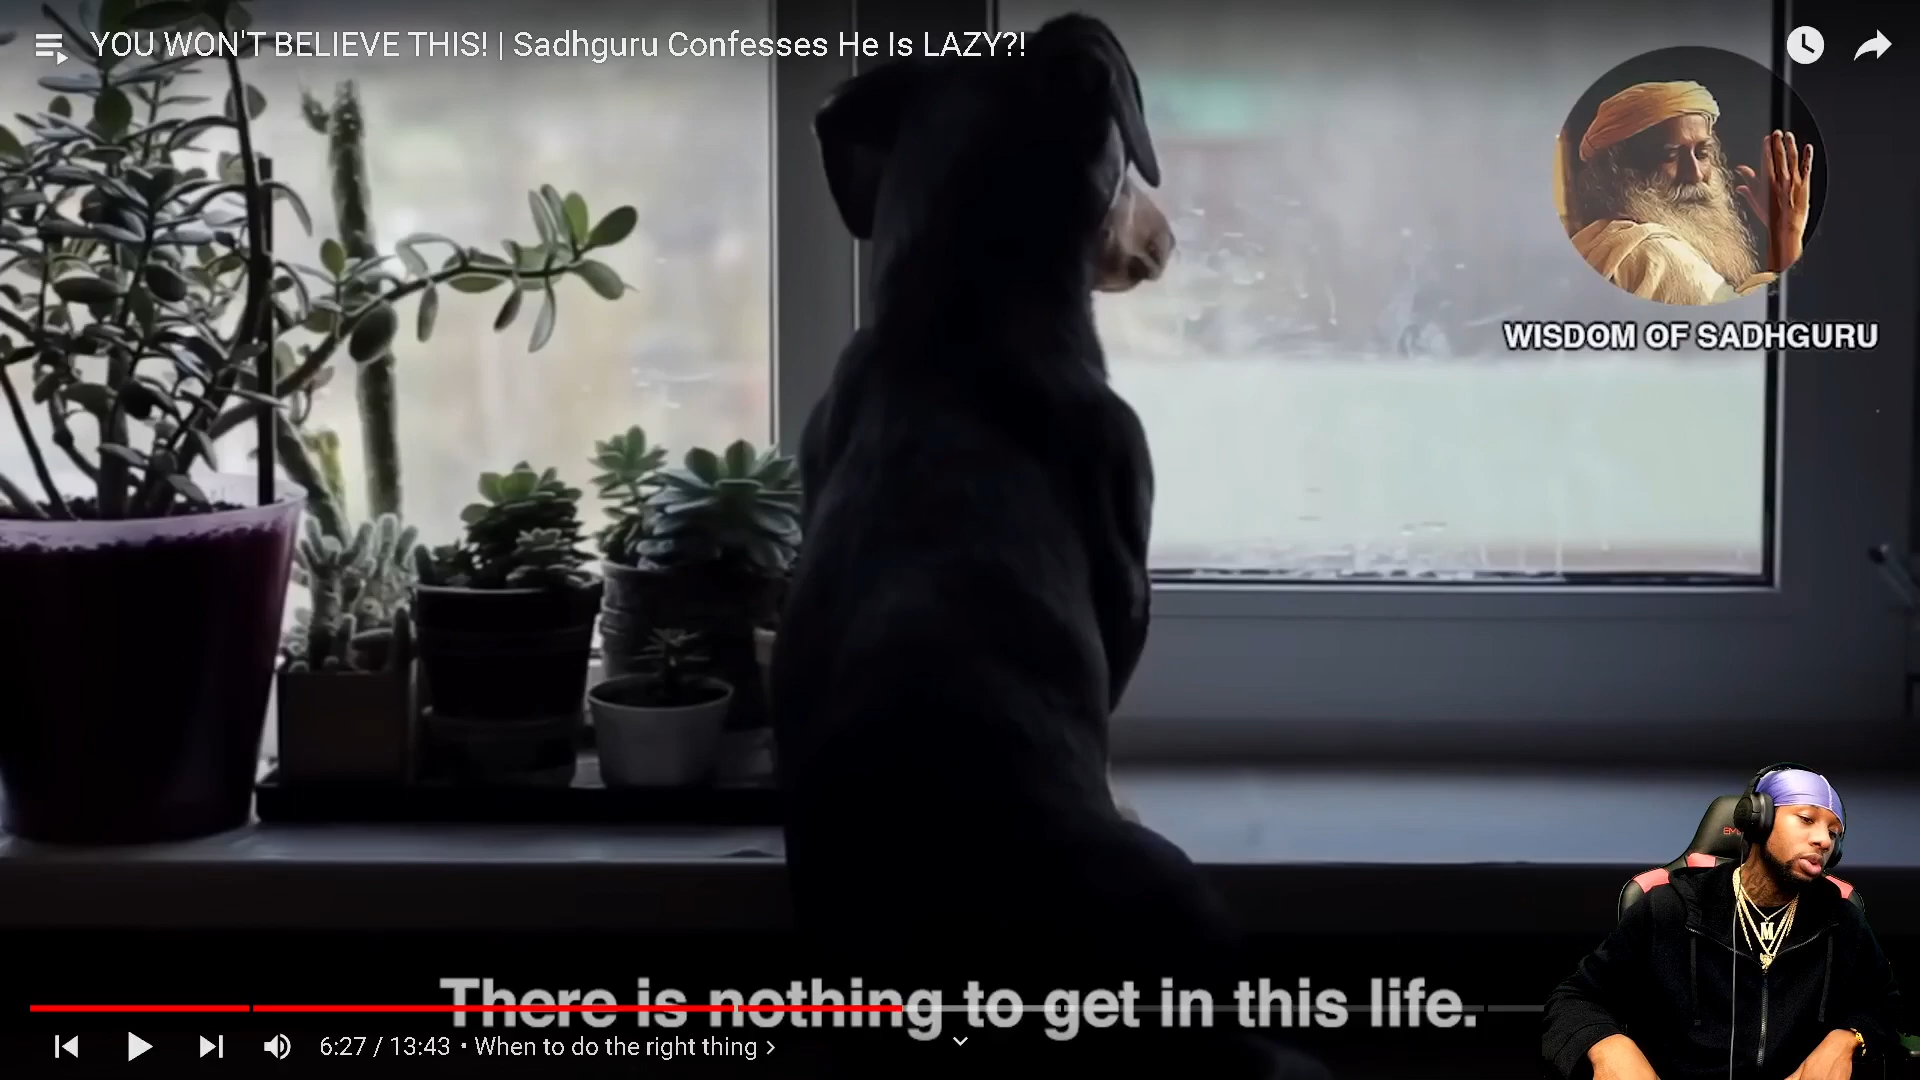 YOU WON'T BELIEVE THIS! | Sadhguru Confesses He Is LAZY?!
WISDOM OF SADHGURU
There is nothing to get in this life.
6:27 / 13:43 • When to do the right thing
M